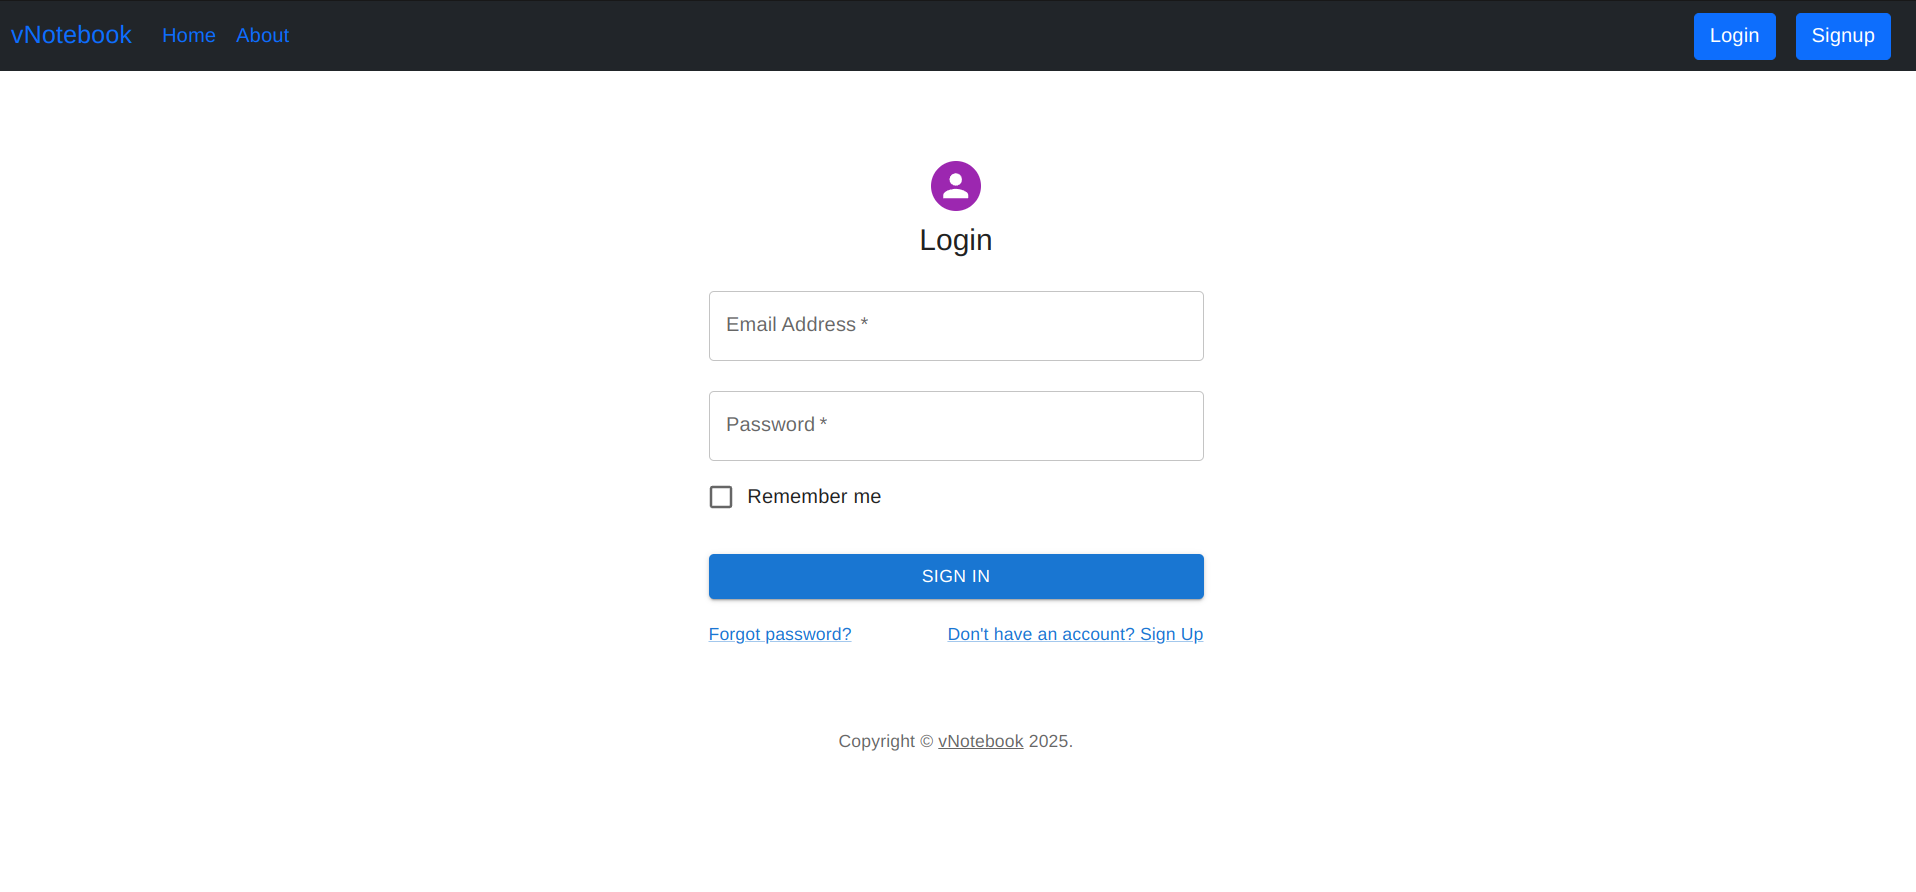 vNotebook Home About Login Signup
Login
Email Address *
Password *
Remember me
SIGN IN
Forgot password? Don't have an account? Sign Up
Copyright © vNotebook 2025.